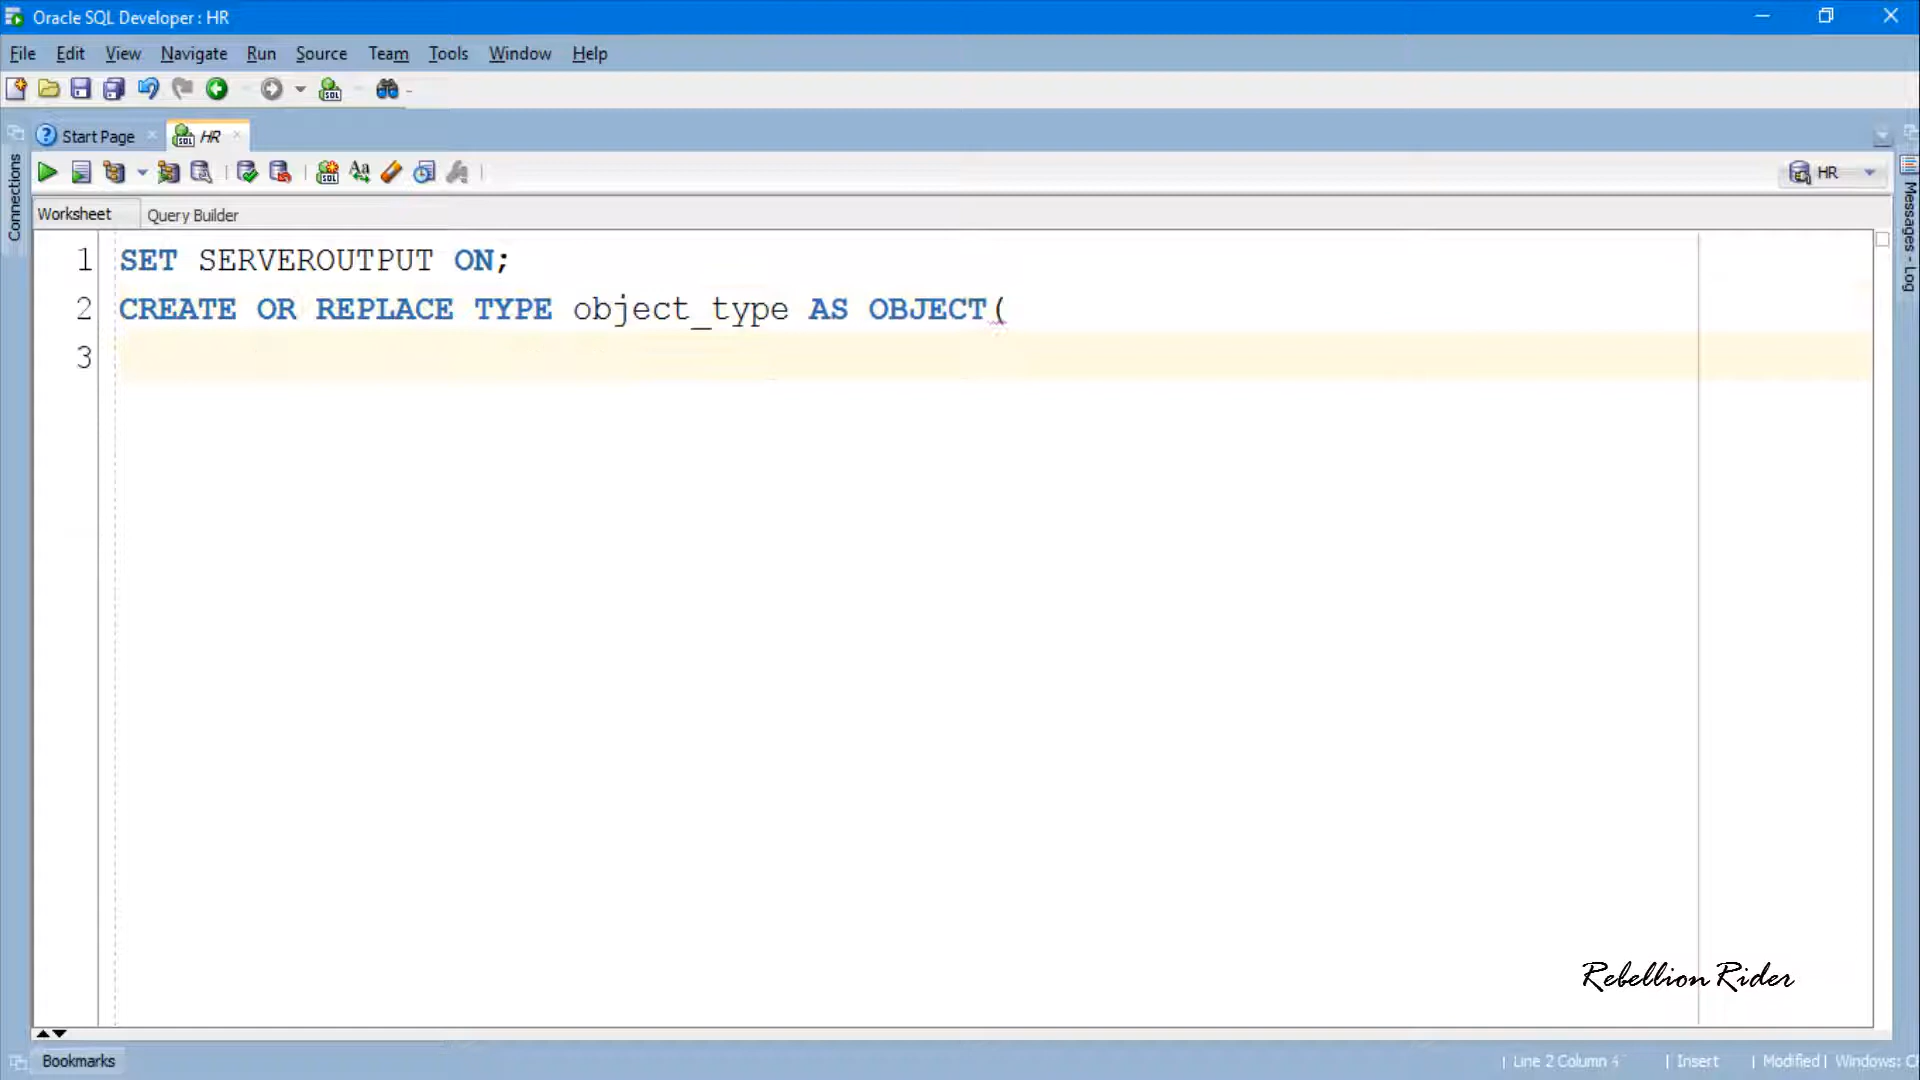 Oracle SQL Developer : HR
File Edit View Navigate Run Source Team Tools Window Help
Start Page HR
Connections
HR
Messages - Log
Worksheet Query Builder
1 SET SERVEROUTPUT ON;
2 CREATE OR REPLACE TYPE object_type AS OBJECT(
3
Rebellion Rider
Bookmarks
Line 2 Column 4 | Insert | Modified | Windows: